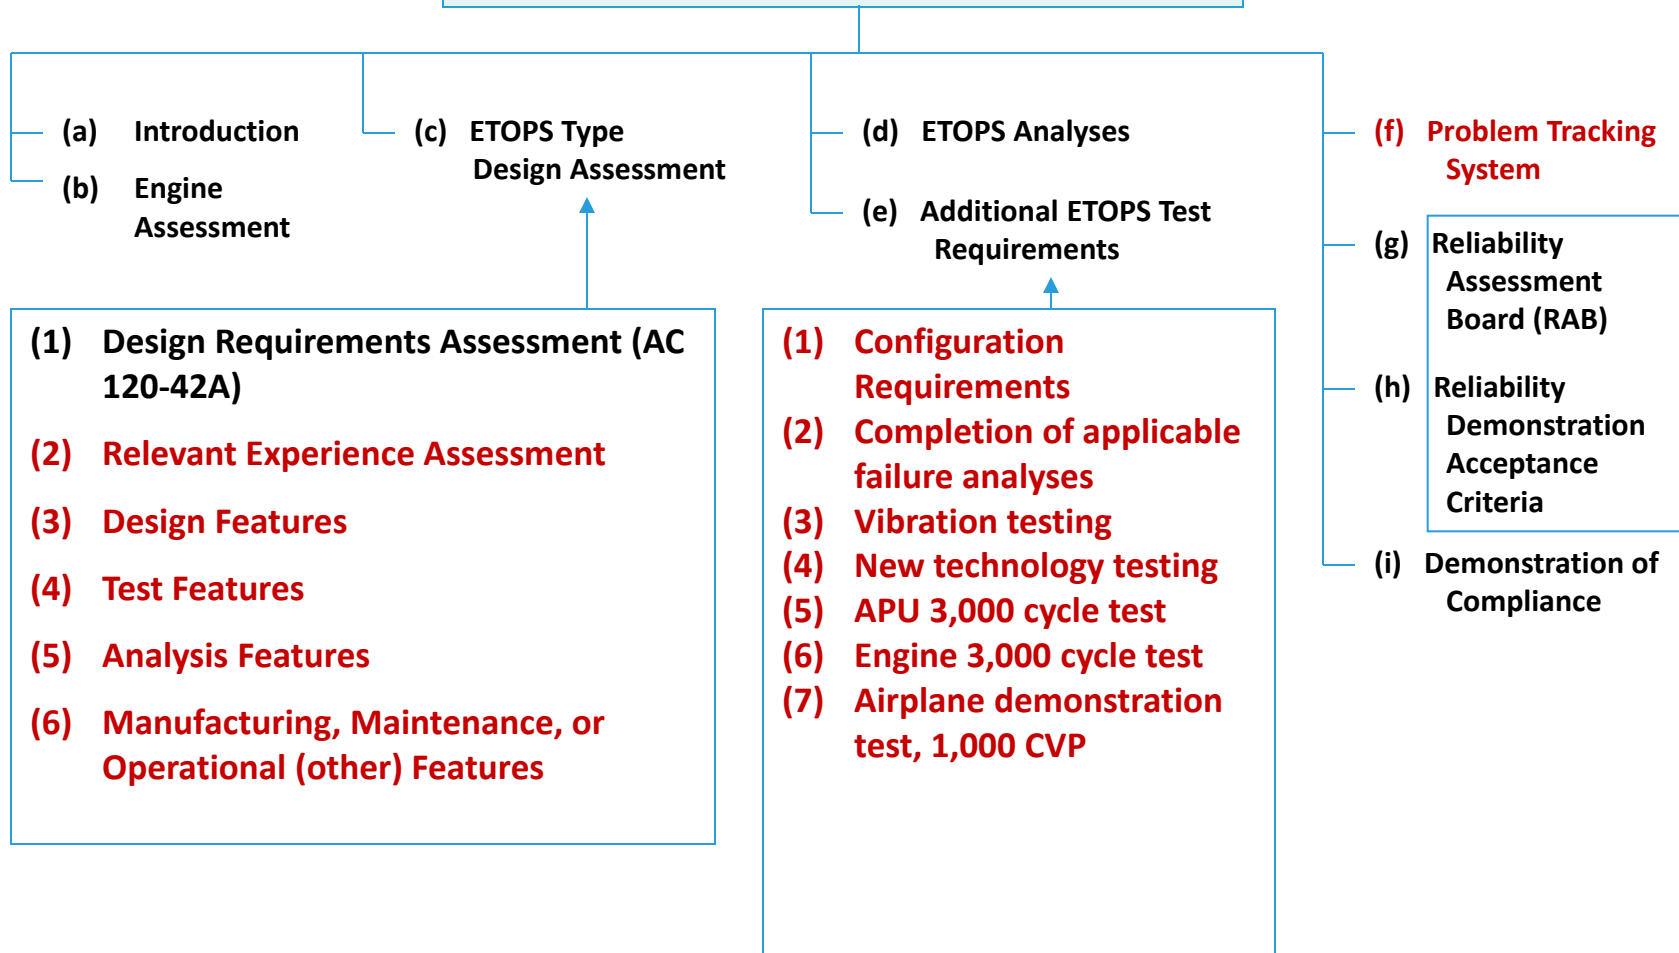 (a) Introduction
(b) Engine
Assessment
(c) ETOPS Type
Design Assessment
(1) Design Requirements Assessment (AC
120-42A)
(2) Relevant Experience Assessment
(3) Design Features
(4) Test Features
(5) Analysis Features
(6) Manufacturing, Maintenance, or
Operational (other) Features
(d) ETOPS Analyses
(e) Additional ETOPS Test
Requirements
(1) Configuration
Requirements
(2) Completion of applicable
failure analyses
(3) Vibration testing
(4) New technology testing
(5) APU 3,000 cycle test
(6) Engine 3,000 cycle test
(7) Airplane demonstration
test, 1,000 CVP
(f) Problem Tracking
System
(g) Reliability
Assessment
Board (RAB)
(h) Reliability
Demonstration
Acceptance
Criteria
(i) Demonstration of
Compliance